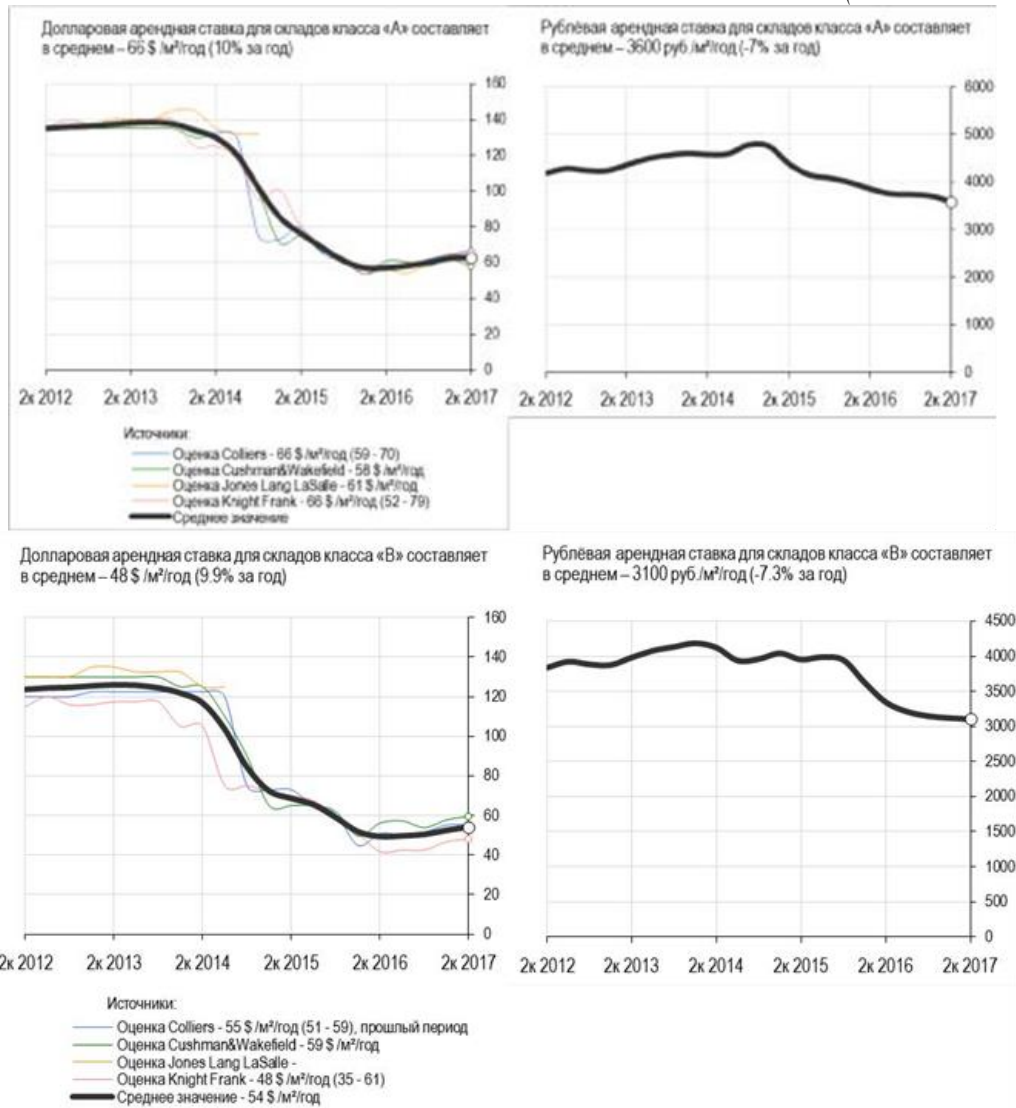 Долларовая арендная ставка для складов класса «А» составляет
в среднем – 66 $ /м²/год (10% за год)
160
140
120
100
80
60
40
20
0
2к 2012 2к 2013 2к 2014 2к 2015 2к 2016 2к 2017
Источники:
Оценка Colliers - 66 $ /м²/год (59 - 70)
Оценка Cushman&Wakefield - 58 $ /м²/год
Оценка Jones Lang LaSalle - 61 $ /м²/год
Оценка Knight Frank - 66 $ /м²/год (52 - 79)
Среднее значение
Рублёвая арендная ставка для складов класса «А» составляет
в среднем – 3600 руб./м²/год (-7% за год)
6000
5000
4000
3000
2000
1000
0
2к 2012 2к 2013 2к 2014 2к 2015 2к 2016 2к 2017
Долларовая арендная ставка для складов класса «В» составляет
в среднем – 48 $ /м²/год (9.9% за год)
160
140
120
100
80
60
40
20
0
2к 2012 2к 2013 2к 2014 2к 2015 2к 2016 2к 2017
Источники:
Оценка Colliers - 55 $ /м²/год (51 - 59), прошлый период
Оценка Cushman&Wakefield - 59 $ /м²/год
Оценка Jones Lang LaSalle -
Оценка Knight Frank - 48 $ /м²/год (35 - 61)
Среднее значение - 54 $ /м²/год
Рублёвая арендная ставка для складов класса «В» составляет
в среднем – 3100 руб./м²/год (-7.3% за год)
4500
4000
3500
3000
2500
2000
1500
1000
500
0
2к 2012 2к 2013 2к 2014 2к 2015 2к 2016 2к 2017